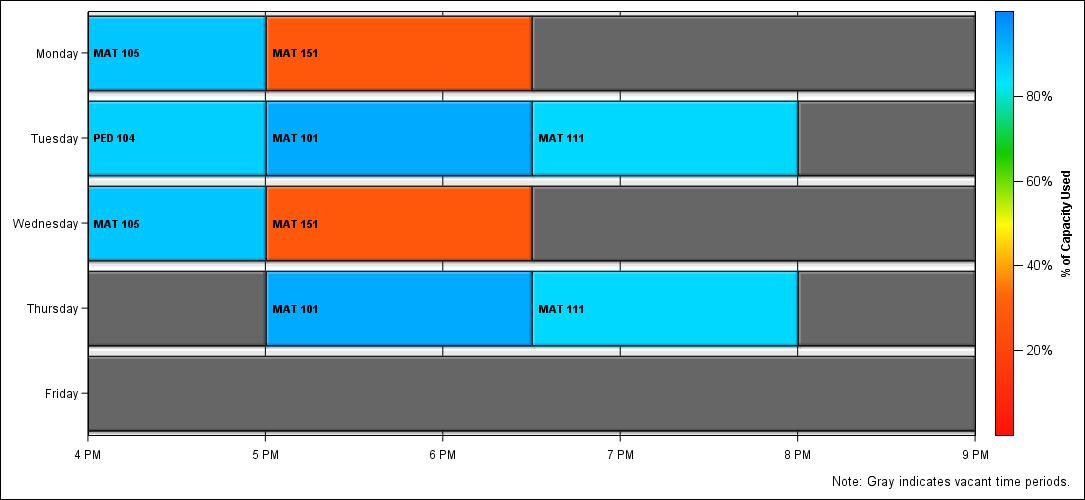 Monday
MAT 105
MAT 151
Tuesday
PED 104
MAT 101
MAT 111
Wednesday
MAT 105
MAT 151
Thursday
MAT 101
MAT 111
Friday
4 PM
5 PM
6 PM
7 PM
8 PM
9 PM
80%
60%
40%
20%
% of Capacity Used
Note: Gray indicates vacant time periods.